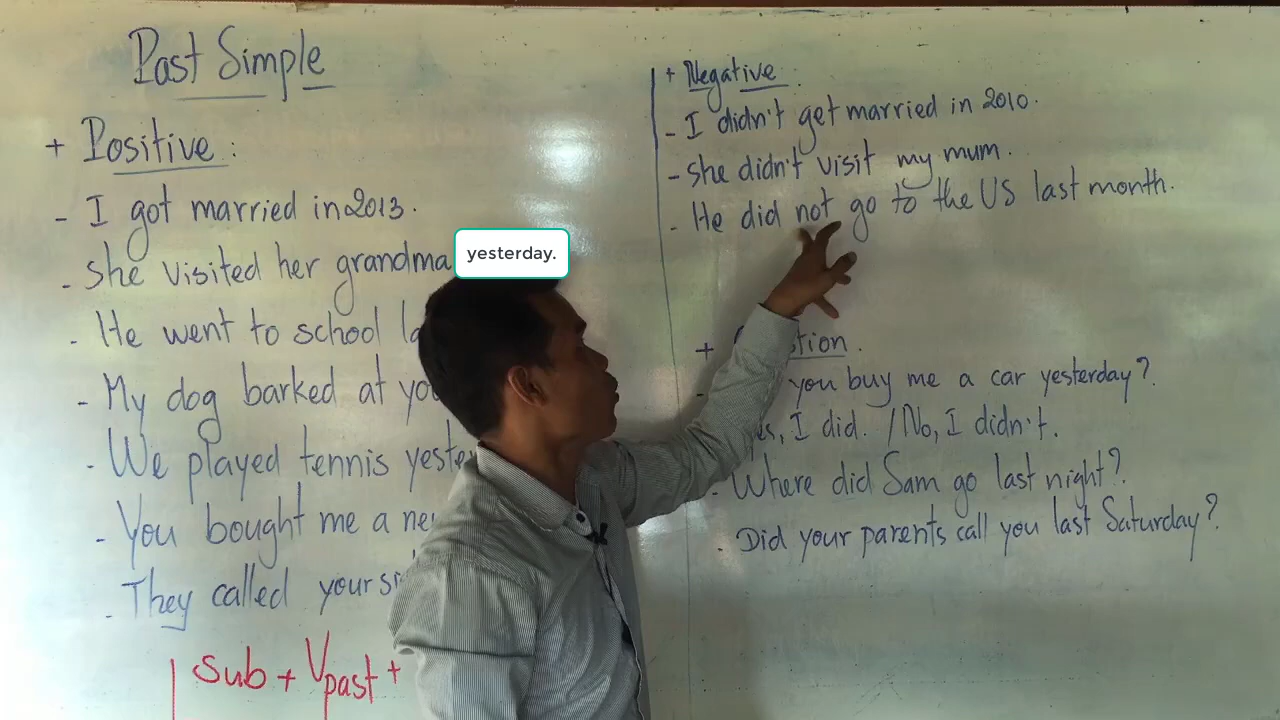 Past Simple
+ Positive :
- I got married in 2013.
- She visited her grandma yesterday.
- He went to school
- My dog barked at
- We played tennis
- You bought me a
- They called your
Sub + Vpast +
+ Negative :
- I didn't get married in 2010.
- She didn't visit my mum.
- He did not go to the US last month.
+
you buy me a car yesterday?
I did. / No, I didn't.
- Where did Sam go last night?
- Did your parents call you last Saturday?